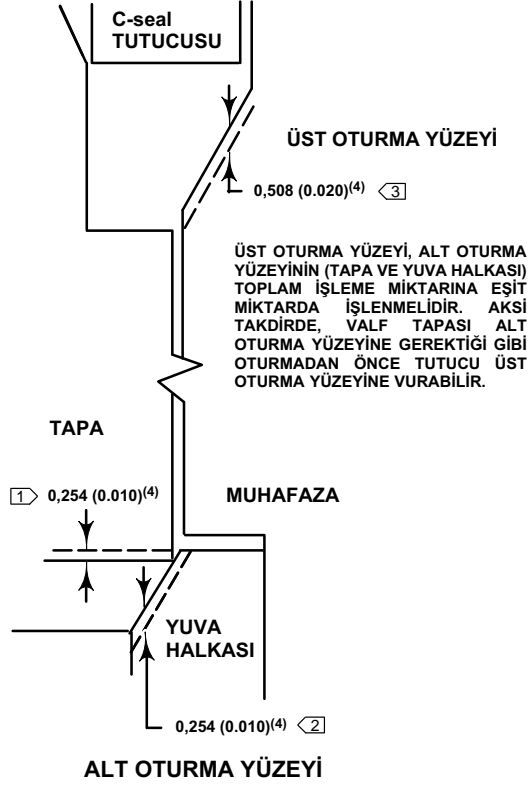 C-seal
TUTUCUSU
ÜST OTURMA YÜZEYİ
0,508 (0.020)(4) 3
ÜST OTURMA YÜZEYİ, ALT OTURMA
YÜZEYİNİN (TAPA VE YUVA HALKASI)
TOPLAM İŞLEME MİKTARINA EŞİT
MİKTARDA İŞLENMELİDİR. AKSİ
TAKDİRDE, VALF TAPASI ALT
OTURMA YÜZEYİNE GEREKTİĞİ GİBİ
OTURMADAN ÖNCE TUTUCU ÜST
OTURMA YÜZEYİNE VURABİLİR.
TAPA
1 0,254 (0.010)(4)
MUHAFAZA
YUVA
HALKASI
0,254 (0.010)(4) 2
ALT OTURMA YÜZEYİ